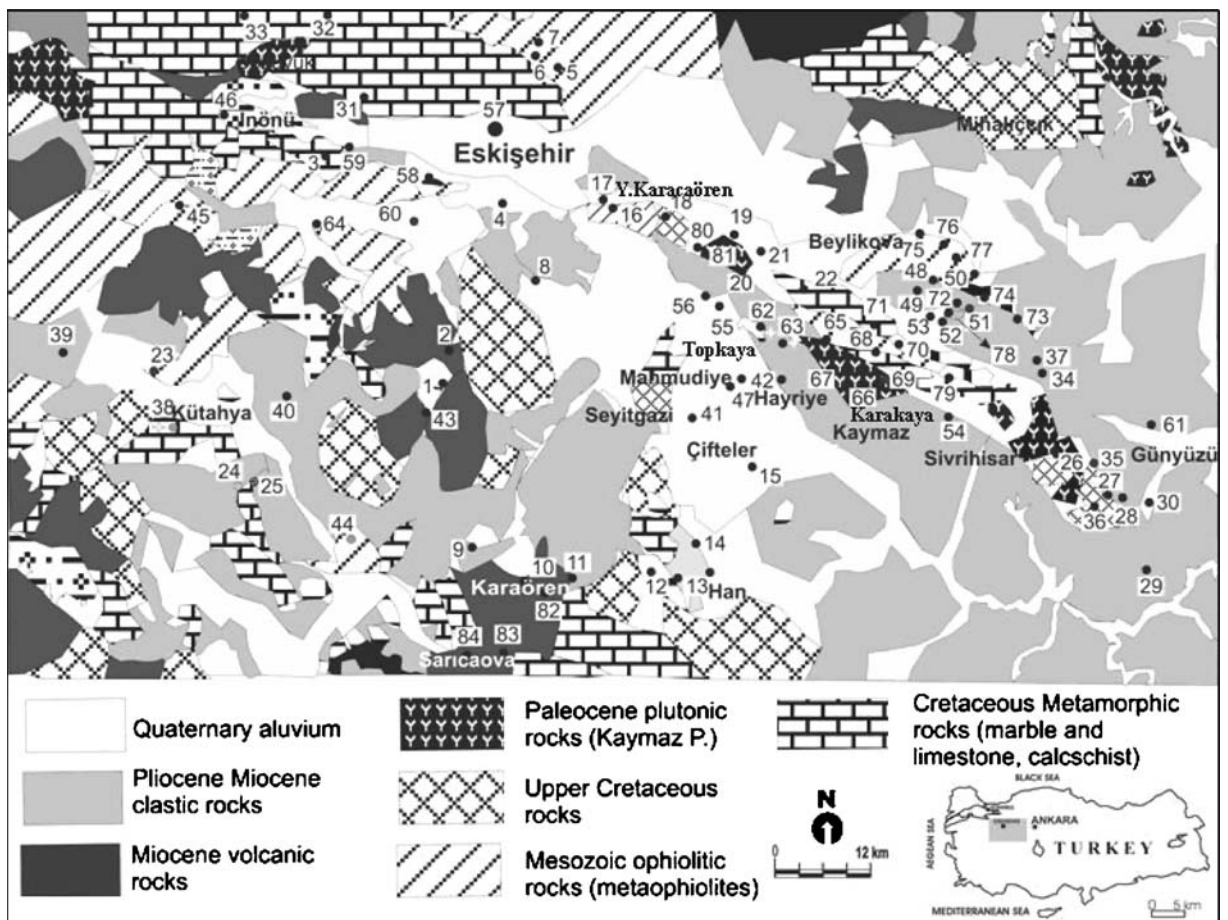 33 32 7
6 5
46 31 57
İnönü
Eskişehir
Mihalıççık
3 59
58
17 Y.Karacaören
45 64 60 4 16 18
19
80 81 21
Beylikova 76
75 77
8 20 22 48 50
56 55 62 63 65 71 49 72 74
53 52 51 73
39 2 Topkaya 68 70 78 37
23 1 Mahmudiye 42 67 69 34
38 Kütahya 40 43 47 Hayriye 66 79
Seyitgazi 41 Karakaya
Kaymaz 54 61
Çifteler Sivrihisar Günyüzü
24 25 15 26 35
27
28 30
36
44 9 14
10 11 12 13 Han 29
Karaören
82
84 83
Sarıcaova
Quaternary aluvium
Pliocene Miocene
clastic rocks
Miocene volcanic
rocks
Paleocene plutonic
rocks (Kaymaz P.)
Upper Cretaceous
rocks
Mesozoic ophiolitic
rocks (metaophiolites)
Cretaceous Metamorphic
rocks (marble and
limestone, calcschist)
N
0 12 km
BLACK SEA
AEGEAN SEA
ANKARA
TURKEY
MEDITERRANEAN SEA
0 5 km